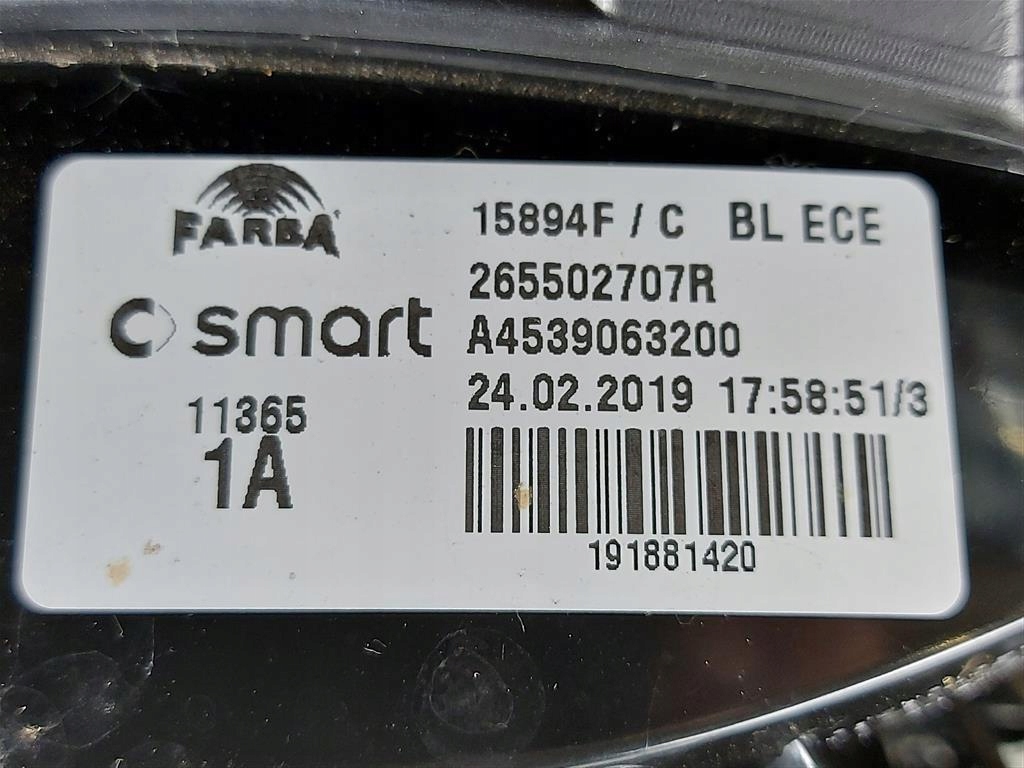 FARBA
smart
11365
1A
15894F / C BL ECE
265502707R
A4539063200
24.02.2019 17:58:51/3
191881420